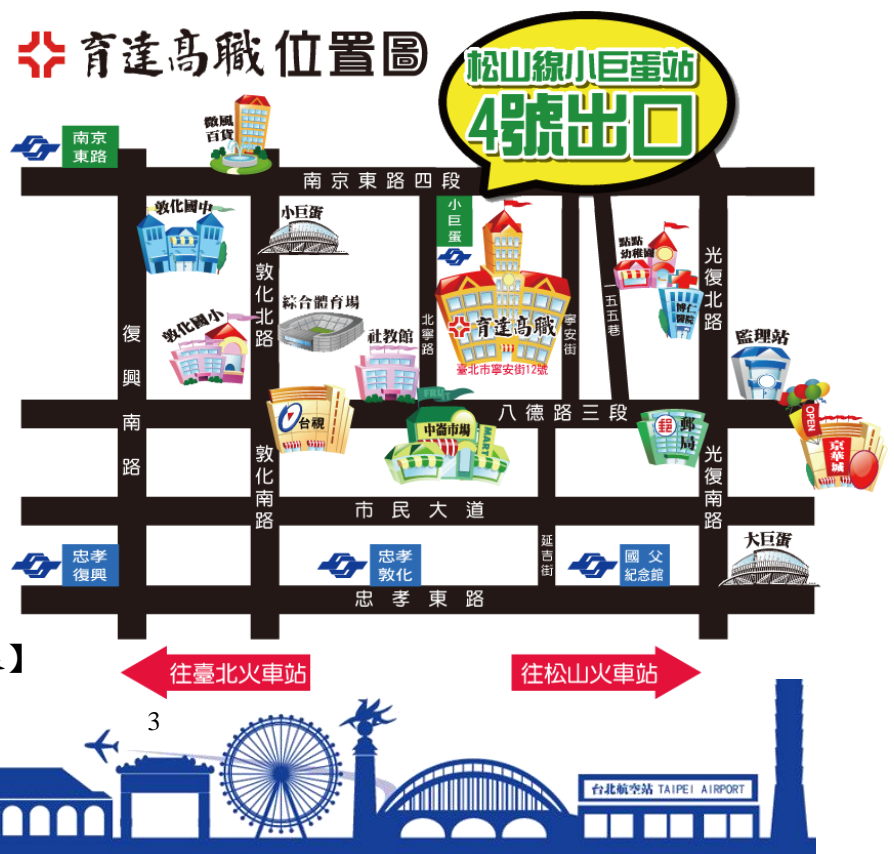 育達高職位置圖
松山線小巨蛋站
4號出口
微風
百貨
南京
東路
南京東路四段
敦化國中
小巨蛋
小巨蛋
點點
幼稚園
敦化北路
光復北路
一五五巷
博仁
醫院
綜合體育場
敦化國小
社教館
北寧路
育達高職
寧安街
臺北市寧安街12號
監理站
復興南路
FRUIT
八德路三段
OPEN
台視
中崙市場
MART
郵
郵局
京華城
敦化南路
光復南路
市民大道
延吉街
大巨蛋
忠孝
復興
忠孝
敦化
國父
紀念館
忠孝東路
】
往臺北火車站
往松山火車站
3
台北航空站 TAIPEI AIRPORT